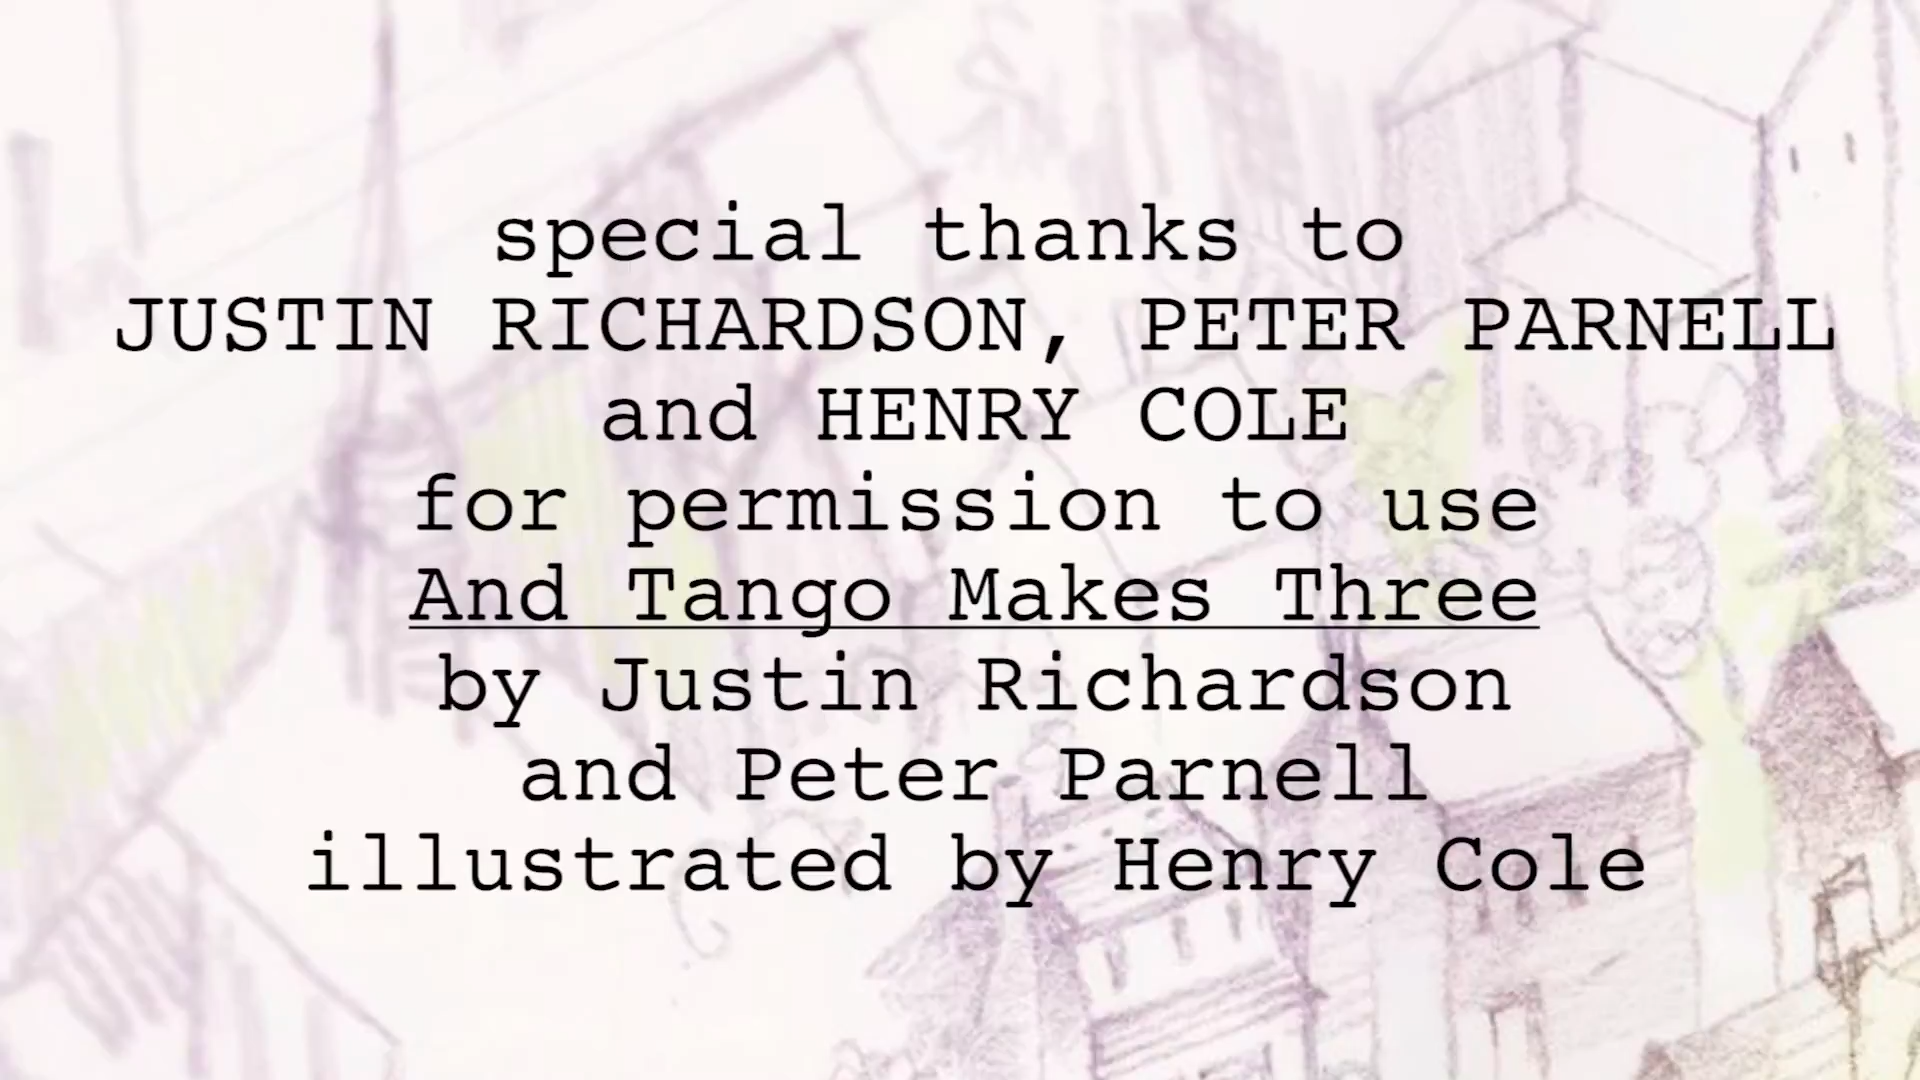 special thanks to
JUSTIN RICHARDSON, PETER PARNELL
and HENRY COLE
for permission to use
And Tango Makes Three
by Justin Richardson
and Peter Parnell
illustrated by Henry Cole